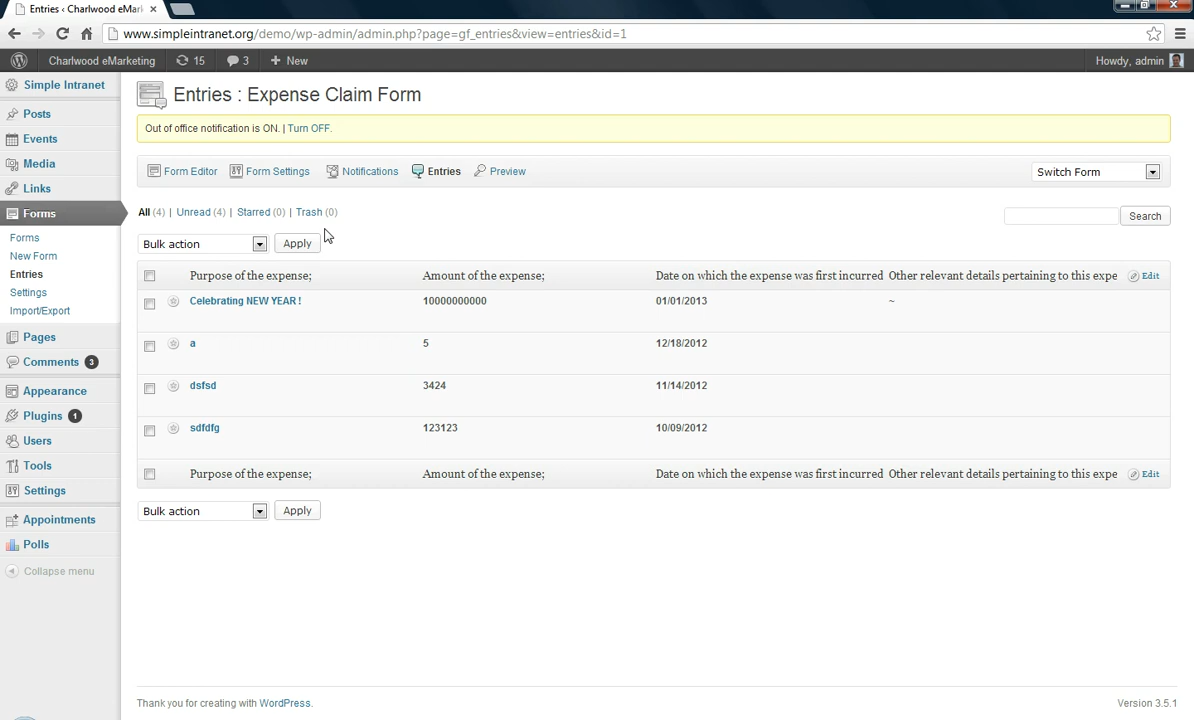 Entries ‹ Charlwood eMark
www.simpleintranet.org/demo/wp-admin/admin.php?page=gf_entries&view=entries&id=1
Charlwood eMarketing 15 3 + New Howdy, admin
Simple Intranet
Posts
Events
Media
Links
Forms
Forms
New Form
Entries
Settings
Import/Export
Pages
Comments 3
Appearance
Plugins 1
Users
Tools
Settings
Appointments
Polls
Collapse menu
Entries : Expense Claim Form
Out of office notification is ON. | Turn OFF.
Form Editor Form Settings Notifications Entries Preview Switch Form
All (4) | Unread (4) | Starred (0) | Trash (0) Search
Bulk action Apply
Purpose of the expense; Amount of the expense; Date on which the expense was first incurred Other relevant details pertaining to this expe Edit
Celebrating NEW YEAR ! 10000000000 01/01/2013 ~
a 5 12/18/2012
dsfsd 3424 11/14/2012
sdfdfg 123123 10/09/2012
Purpose of the expense; Amount of the expense; Date on which the expense was first incurred Other relevant details pertaining to this expe Edit
Bulk action Apply
Thank you for creating with WordPress. Version 3.5.1